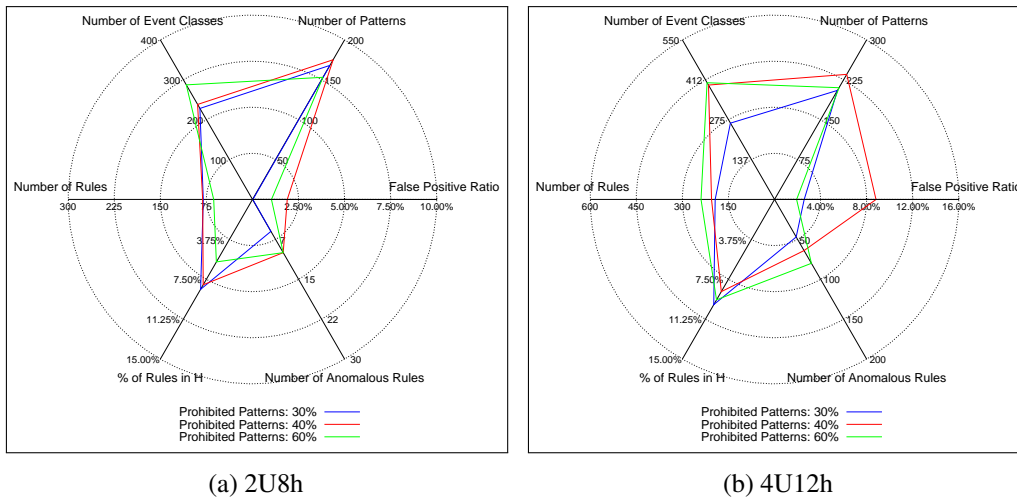 Number of Event Classes
Number of Patterns
400
200
300
150
200
100
100
50
Number of Rules
False Positive Ratio
300
225
150
75
2.50%
5.00%
7.50%
10.00%
3.75%
7
7.50%
15
11.25%
22
15.00%
30
% of Rules in H
Number of Anomalous Rules
Prohibited Patterns: 30%
Prohibited Patterns: 40%
Prohibited Patterns: 60%
(a) 2U8h
Number of Event Classes
Number of Patterns
550
300
412
225
275
150
137
75
Number of Rules
False Positive Ratio
600
450
300
150
4.00%
8.00%
12.00%
16.00%
3.75%
50
7.50%
100
11.25%
150
15.00%
200
% of Rules in H
Number of Anomalous Rules
Prohibited Patterns: 30%
Prohibited Patterns: 40%
Prohibited Patterns: 60%
(b) 4U12h